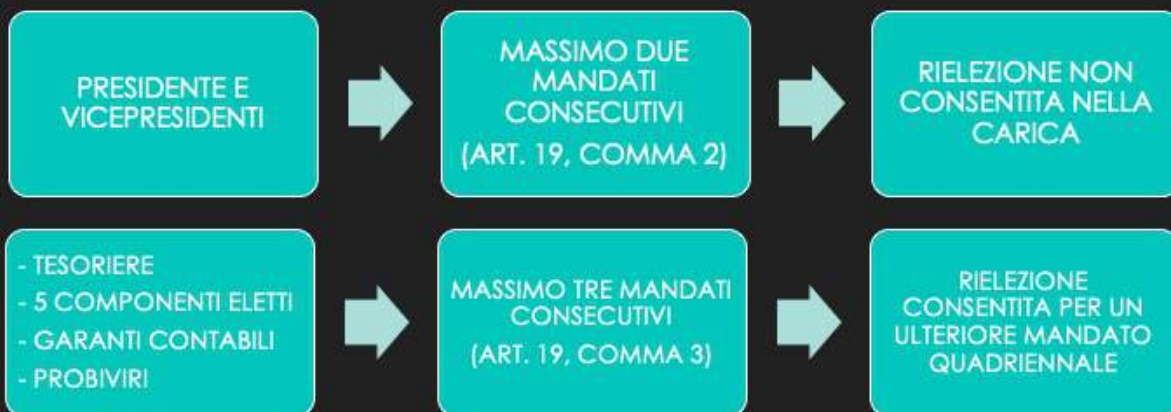 PRESIDENTE E
VICEPRESIDENTI
MASSIMO DUE
MANDATI
CONSECUTIVI
(ART. 19, COMMA 2)
RIELEZIONE NON
CONSENTITA NELLA
CARICA
- TESORIERE
- 5 COMPONENTI ELETTI
- GARANTI CONTABILI
- PROBIVIRI
MASSIMO TRE MANDATI
CONSECUTIVI
(ART. 19, COMMA 3)
RIELEZIONE
CONSENTITA PER UN
ULTERIORE MANDATO
QUADRIENNALE